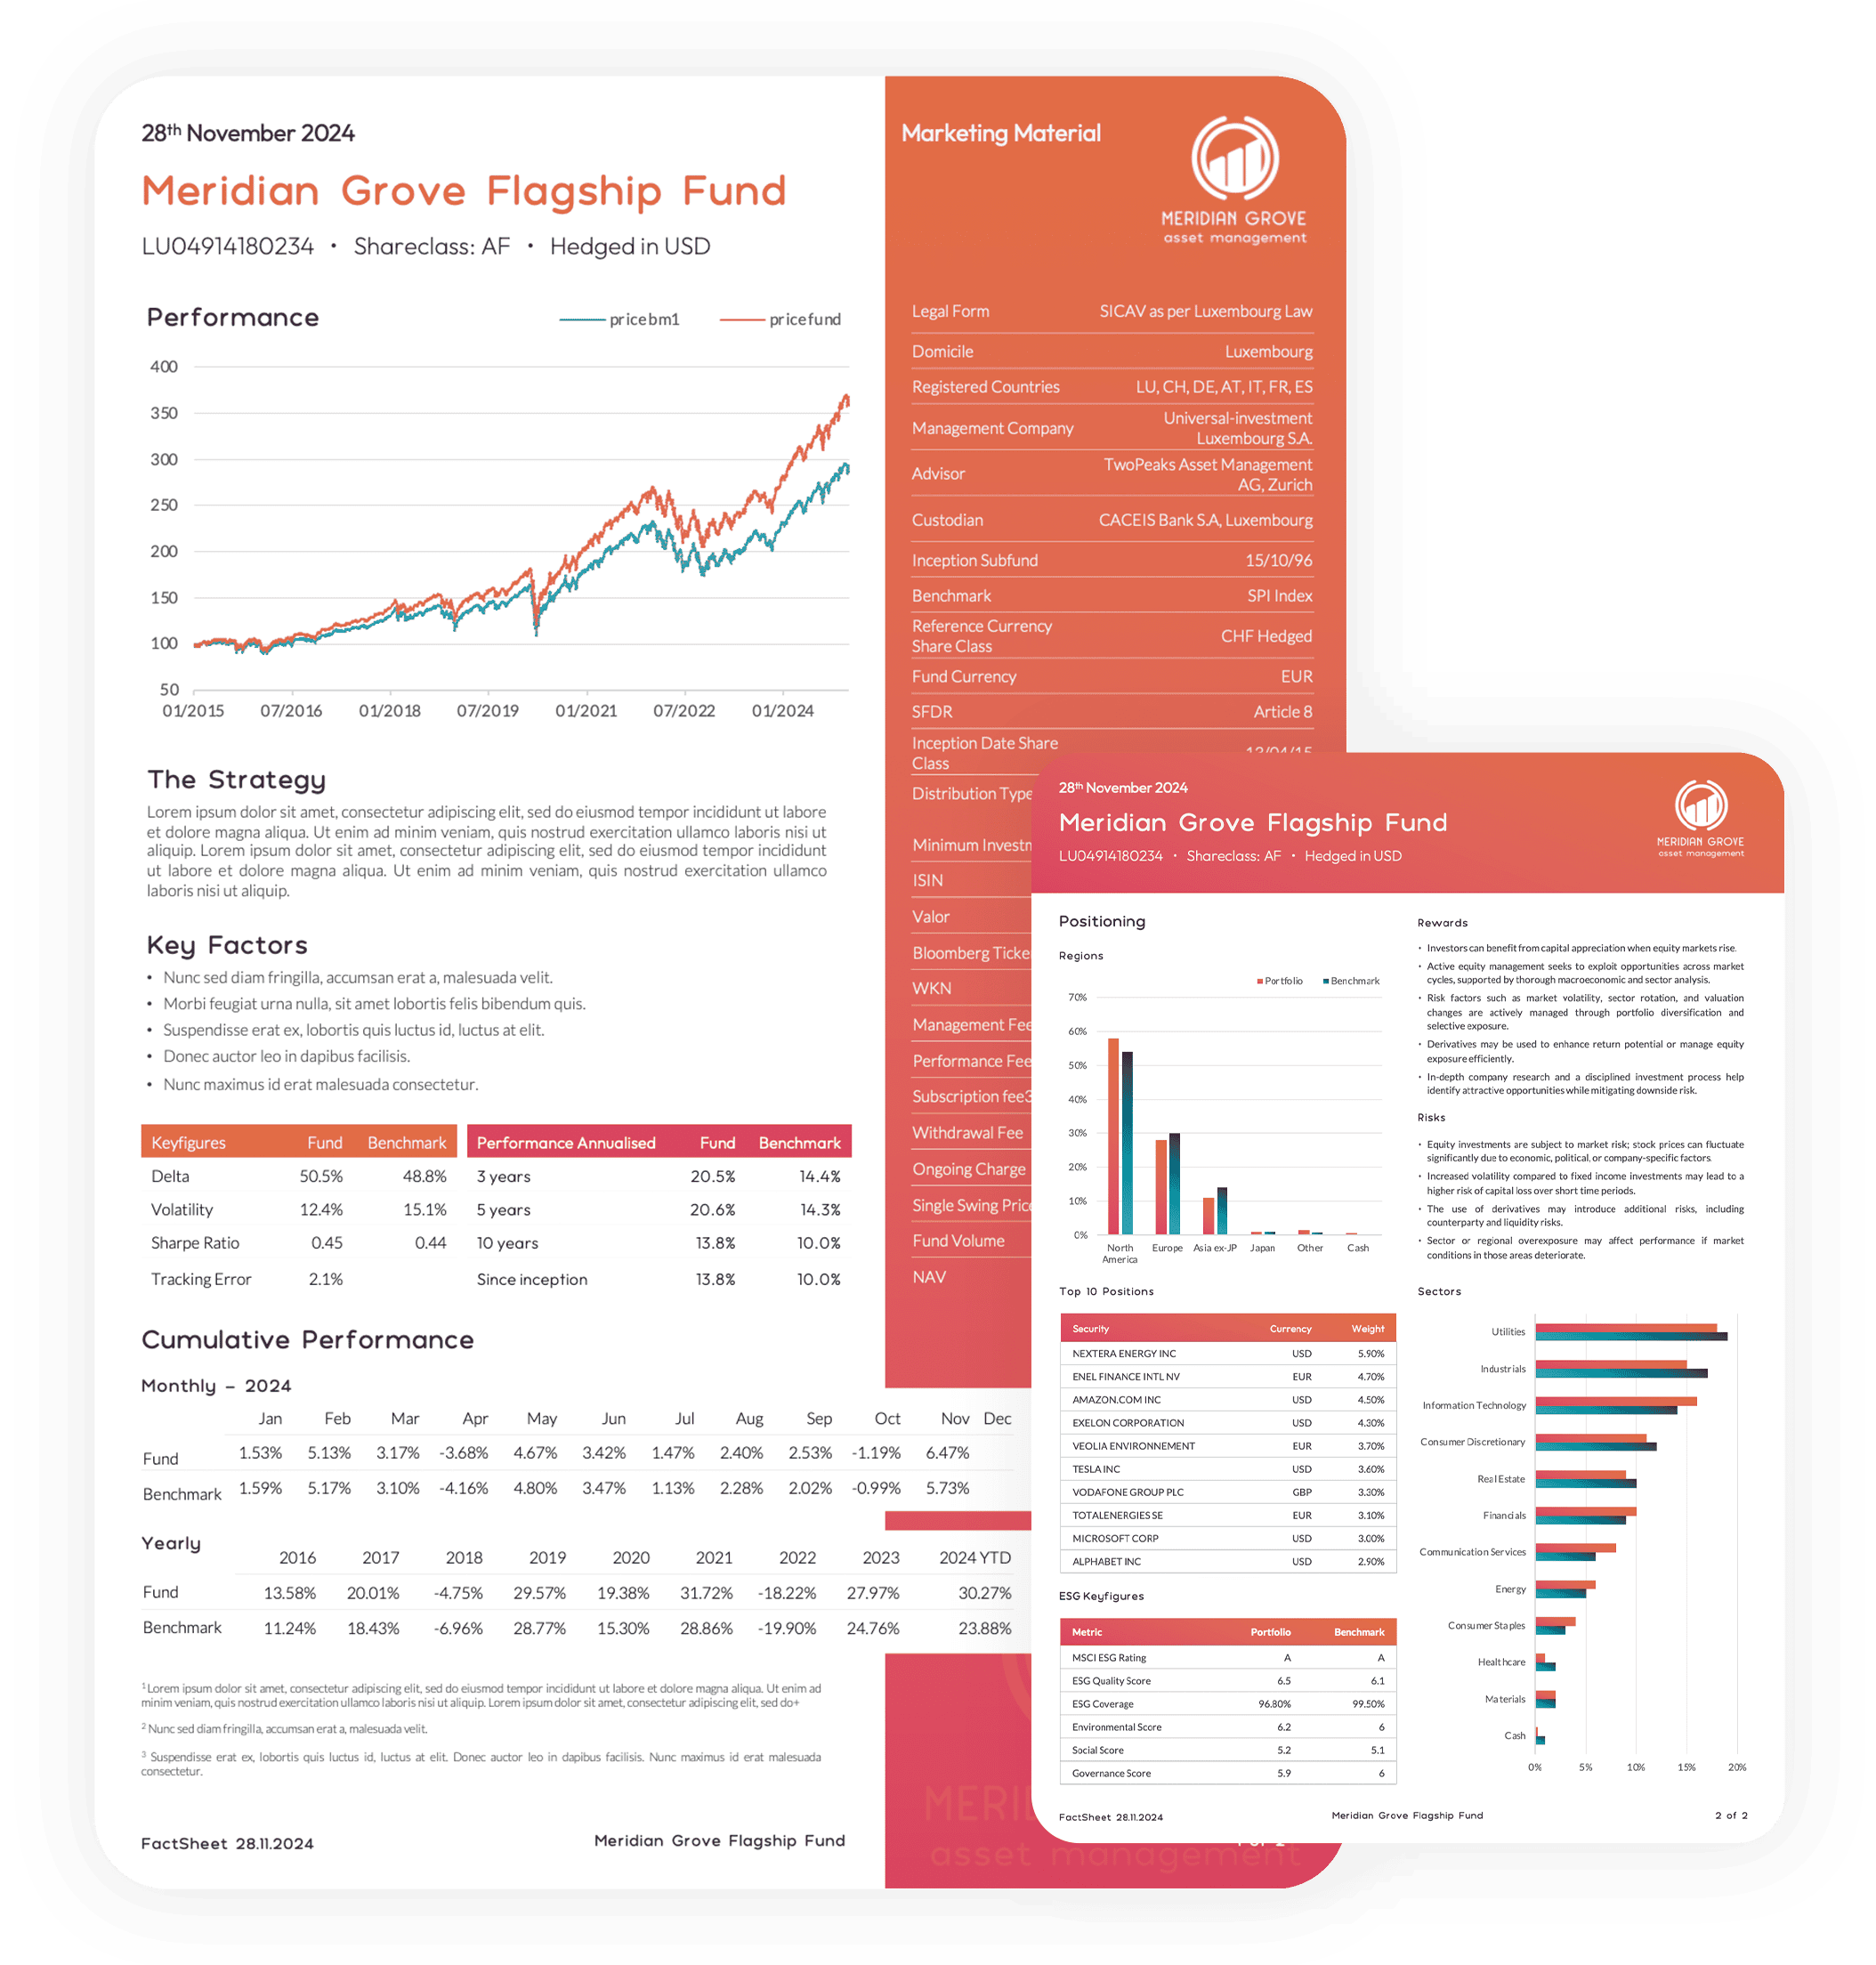 28th November 2024
Meridian Grove Flagship Fund
LU04914180234 • Shareclass: AF • Hedged in USD
Marketing Material
MERIDIAN GROVE
asset management
Performance
pricebm1 pricefund
400
350
300
250
200
150
100
50
01/2015 07/2016 01/2018 07/2019 01/2021 07/2022 01/2024
The Strategy
Lorem ipsum dolor sit amet, consectetur adipiscing elit, sed do eiusmod tempor incididunt ut labore
et dolore magna aliqua. Ut enim ad minim veniam, quis nostrud exercitation ullamco laboris nisi ut
aliquip. Lorem ipsum dolor sit amet, consectetur adipiscing elit, sed do eiusmod tempor incididunt
ut labore et dolore magna aliqua. Ut enim ad minim veniam, quis nostrud exercitation ullamco
laboris nisi ut aliquip.
Key Factors
• Nunc sed diam fringilla, accumsan erat a, malesuada velit.
• Morbi feugiat urna nulla, sit amet lobortis felis bibendum quis.
• Suspendisse erat ex, lobortis quis luctus id, luctus at elit.
• Donec auctor leo in dapibus facilisis.
• Nunc maximus id erat malesuada consectetur.
Keyfigures Fund Benchmark
Delta 50.5% 48.8%
Volatility 12.4% 15.1%
Sharpe Ratio 0.45 0.44
Tracking Error 2.1%
Performance Annualised Fund Benchmark
3 years 20.5% 14.4%
5 years 20.6% 14.3%
10 years 13.8% 10.0%
Since inception 13.8% 10.0%
Cumulative Performance
Monthly – 2024
Jan Feb Mar Apr May Jun Jul Aug Sep Oct Nov Dec
Fund 1.53% 5.13% 3.17% -3.68% 4.67% 3.42% 1.47% 2.40% 2.53% -1.19% 6.47%
Benchmark 1.59% 5.17% 3.10% -4.16% 4.80% 3.47% 1.13% 2.28% 2.02% -0.99% 5.73%
Yearly
2016 2017 2018 2019 2020 2021 2022 2023 2024 YTD
Fund 13.58% 20.01% -4.75% 29.57% 19.38% 31.72% -18.22% 27.97% 30.27%
Benchmark 11.24% 18.43% -6.96% 28.77% 15.30% 28.86% -19.90% 24.76% 23.88%
1 Lorem ipsum dolor sit amet, consectetur adipiscing elit, sed do eiusmod tempor incididunt ut labore et dolore magna aliqua. Ut enim ad
minim veniam, quis nostrud exercitation ullamco laboris nisi ut aliquip. Lorem ipsum dolor sit amet, consectetur adipiscing elit, sed do+
2 Nunc sed diam fringilla, accumsan erat a, malesuada velit.
3 Suspendisse erat ex, lobortis quis luctus id, luctus at elit. Donec auctor leo in dapibus facilisis. Nunc maximus id erat malesuada
consectetur.
FactSheet 28.11.2024
Meridian Grove Flagship Fund
Legal Form SICAV as per Luxembourg Law
Domicile Luxembourg
Registered Countries LU, CH, DE, AT, IT, FR, ES
Management Company Universal-investment
Luxembourg S.A.
Advisor TwoPeaks Asset Management
AG, Zurich
Custodian CACEIS Bank S.A, Luxembourg
Inception Subfund 15/10/96
Benchmark SPI Index
Reference Currency
Share Class CHF Hedged
Fund Currency EUR
SFDR Article 8
Inception Date Share
Class
Distribution Type
Minimum Investm
ISIN
Valor
Bloomberg Ticke
WKN
Management Fee
Performance Fee
Subscription fee3
Withdrawal Fee
Ongoing Charge
Single Swing Pric
Fund Volume
NAV
MERI
asset management
28th November 2024
Meridian Grove Flagship Fund
LU04914180234 • Shareclass: AF • Hedged in USD
MERIDIAN GROVE
asset management
Positioning
Regions
Portfolio Benchmark
70%
60%
50%
40%
30%
20%
10%
0%
North
America Europe Asia ex-JP Japan Other Cash
Top 10 Positions
Security Currency Weight
NEXTERA ENERGY INC USD 5.90%
ENEL FINANCE INTL NV EUR 4.70%
AMAZON.COM INC USD 4.50%
EXELON CORPORATION USD 4.30%
VEOLIA ENVIRONNEMENT EUR 3.70%
TESLA INC USD 3.60%
VODAFONE GROUP PLC GBP 3.30%
TOTALENERGIES SE EUR 3.10%
MICROSOFT CORP USD 3.00%
ALPHABET INC USD 2.90%
ESG Keyfigures
Metric Portfolio Benchmark
MSCI ESG Rating A A
ESG Quality Score 6.5 6.1
ESG Coverage 96.80% 99.50%
Environmental Score 6.2 6
Social Score 5.2 5.1
Governance Score 5.9 6
Rewards
• Investors can benefit from capital appreciation when equity markets rise.
• Active equity management seeks to exploit opportunities across market
cycles, supported by thorough macroeconomic and sector analysis.
• Risk factors such as market volatility, sector rotation, and valuation
changes are actively managed through portfolio diversification and
selective exposure.
• Derivatives may be used to enhance return potential or manage equity
exposure efficiently.
• In-depth company research and a disciplined investment process help
identify attractive opportunities while mitigating downside risk.
Risks
• Equity investments are subject to market risk; stock prices can fluctuate
significantly due to economic, political, or company-specific factors.
• Increased volatility compared to fixed income investments may lead to a
higher risk of capital loss over short time periods.
• The use of derivatives may introduce additional risks, including
counterparty and liquidity risks.
• Sector or regional overexposure may affect performance if market
conditions in those areas deteriorate.
Sectors
Utilities
Industrials
Information Technology
Consumer Discretionary
Real Estate
Financials
Communication Services
Energy
Consumer Staples
Healthcare
Materials
Cash
0% 5% 10% 15% 20%
FactSheet 28.11.2024
Meridian Grove Flagship Fund
2 of 2